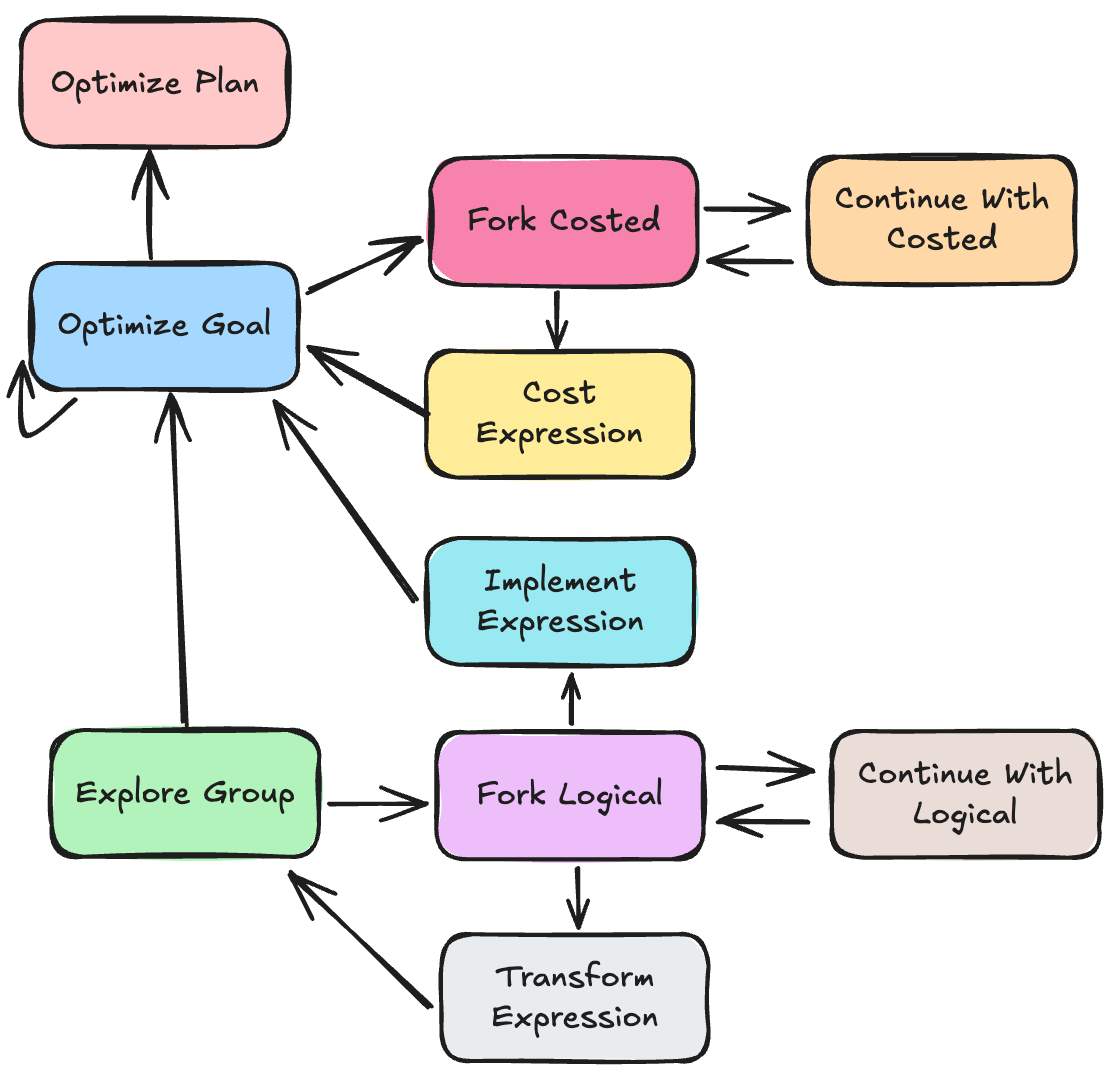 Optimize Plan
Fork Costed
Continue With
Costed
Optimize Goal
Cost
Expression
Implement
Expression
Explore Group
Fork Logical
Continue With
Logical
Transform
Expression